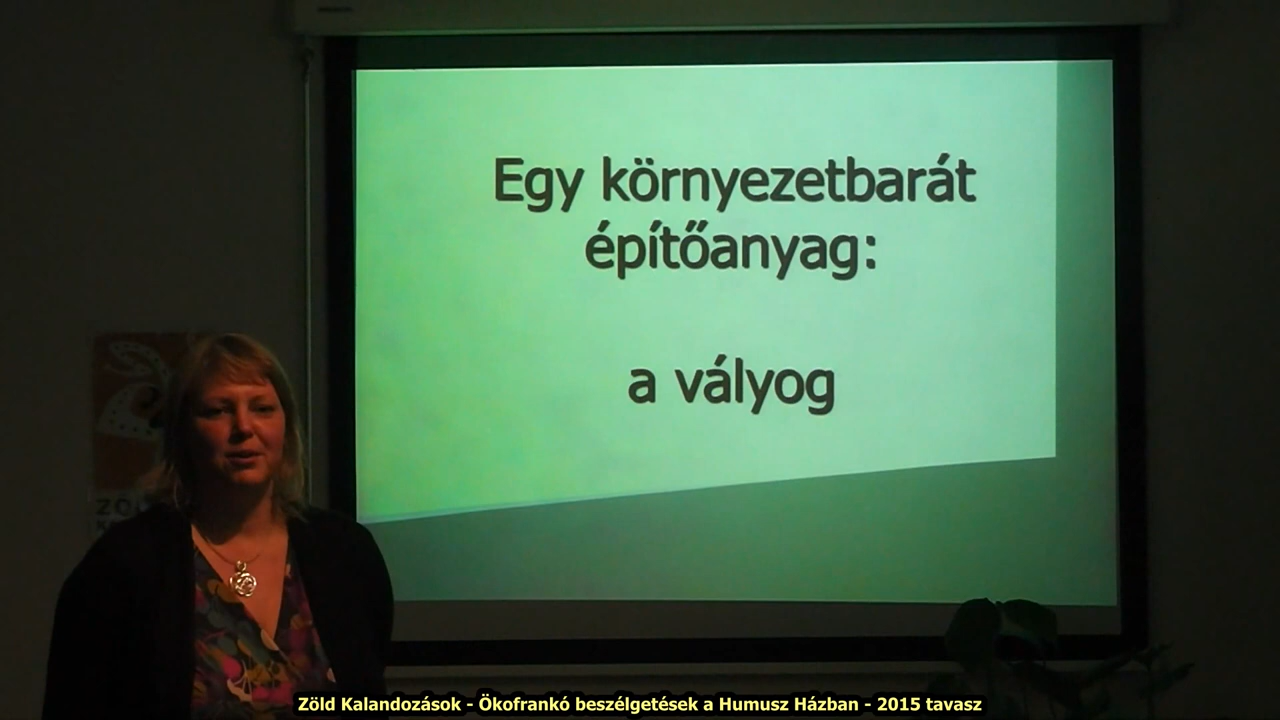 Egy környezetbarát
építőanyag:
a vályog
Zöld Kalandozások - Ökofrankó beszélgetések a Humusz Házban - 2015 tavasz